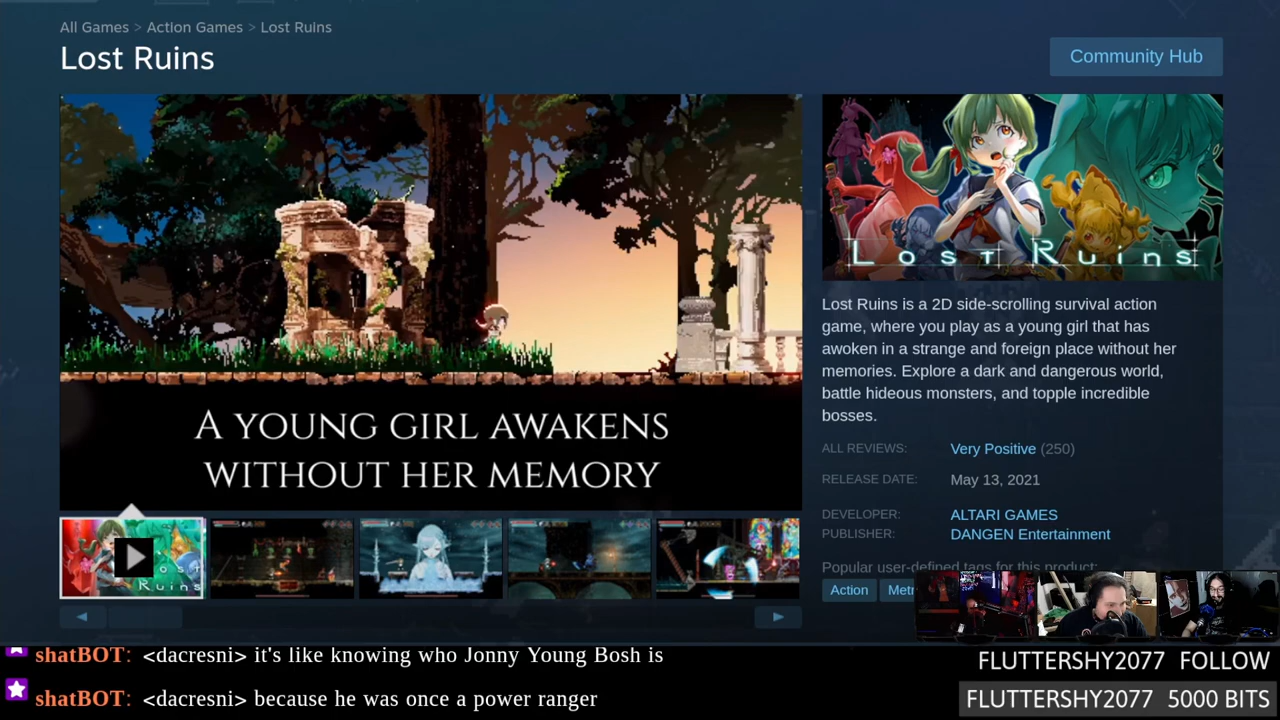 All Games > Action Games > Lost Ruins
Lost Ruins
Community Hub
A YOUNG GIRL AWAKENS
WITHOUT HER MEMORY
LOST RUINS
Lost Ruins is a 2D side-scrolling survival action
game, where you play as a young girl that has
awoken in a strange and foreign place without her
memories. Explore a dark and dangerous world,
battle hideous monsters, and topple incredible
bosses.
ALL REVIEWS: Very Positive (250)
RELEASE DATE: May 13, 2021
DEVELOPER: ALTARI GAMES
PUBLISHER: DANGEN Entertainment
Popular user-defined tags for this product:
Action
Lost
Ruins
shatBOT: <dacresni> it's like knowing who Jonny Young Bosh is
shatBOT: <dacresni> because he was once a power ranger
FLUTTERSHY2077 FOLLOW
FLUTTERSHY2077 5000 BITS